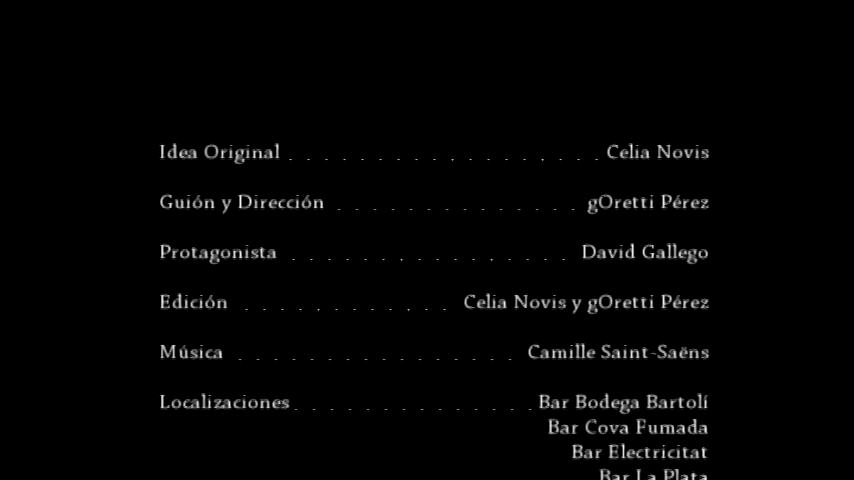 Idea Original . . . . . . . . . . . . . . . . . . Celia Novis
Guión y Dirección . . . . . . . . . . . . . . gOretti Pérez
Protagonista . . . . . . . . . . . . . . . . David Gallego
Edición . . . . . . . . . . . . Celia Novis y gOretti Pérez
Música . . . . . . . . . . . . . . . . Camille Saint-Saëns
Localizaciones . . . . . . . . . . . . . . Bar Bodega Bartolí
Bar Cova Fumada
Bar Electricitat
Bar La Plata